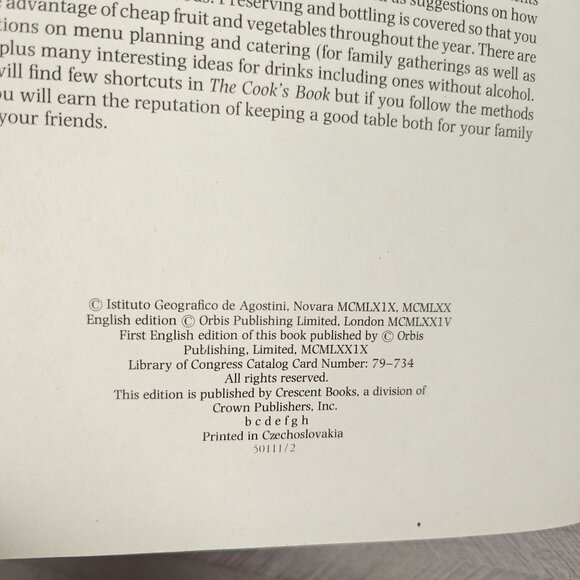 suggestions on how
advantage of cheap fruit and vegetables throughout the year. There are
tions on menu planning and catering (for family gatherings as well as
plus many interesting ideas for drinks including ones without alcohol.
will find few shortcuts in The Cook's Book but if you follow the methods
ou will earn the reputation of keeping a good table both for your family
your friends.
© Istituto Geografico de Agostini, Novara MCMLX1X, MCMLXX
English edition © Orbis Publishing Limited, London MCMLXX1V
First English edition of this book published by © Orbis
Publishing, Limited, MCMLXX1X
Library of Congress Catalog Card Number: 79–734
All rights reserved.
This edition is published by Crescent Books, a division of
Crown Publishers, Inc.
b c d e f g h
Printed in Czechoslovakia
50111/2